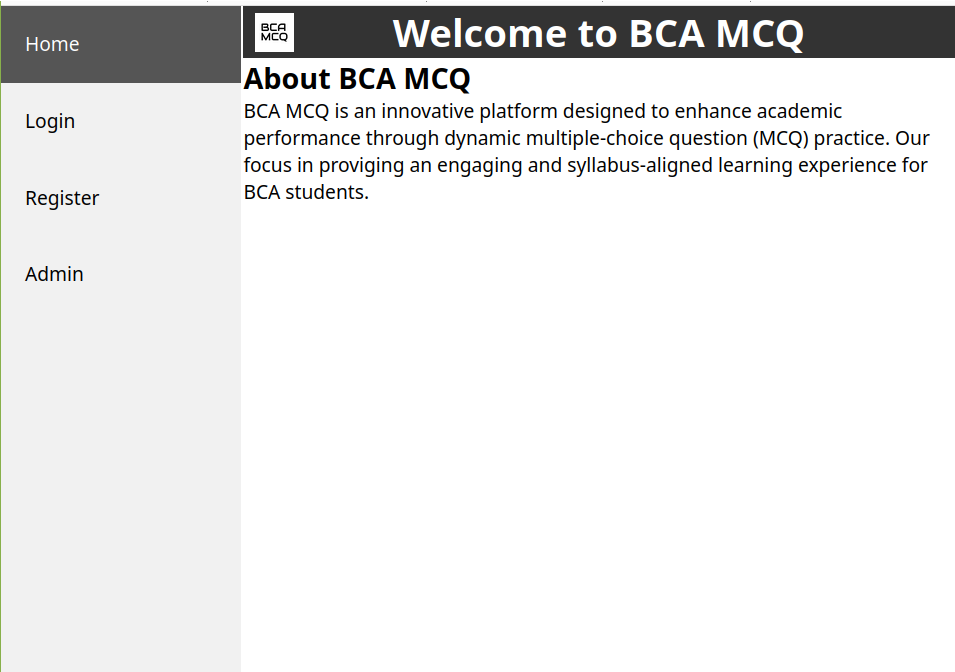 Home
Login
Register
Admin
BCA
MCQ
Welcome to BCA MCQ
About BCA MCQ
BCA MCQ is an innovative platform designed to enhance academic
performance through dynamic multiple-choice question (MCQ) practice. Our
focus in proviging an engaging and syllabus-aligned learning experience for
BCA students.